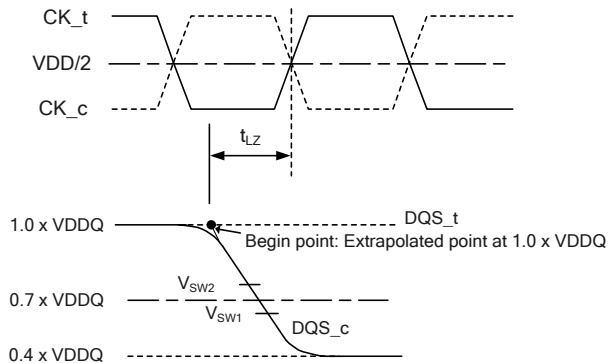 CK_t
VDD/2
CK_c
tLZ
1.0 x VDDQ
DQS_t
Begin point: Extrapolated point at 1.0 x VDDQ
VSW2
0.7 x VDDQ
VSW1
DQS_c
0.4 x VDDQ